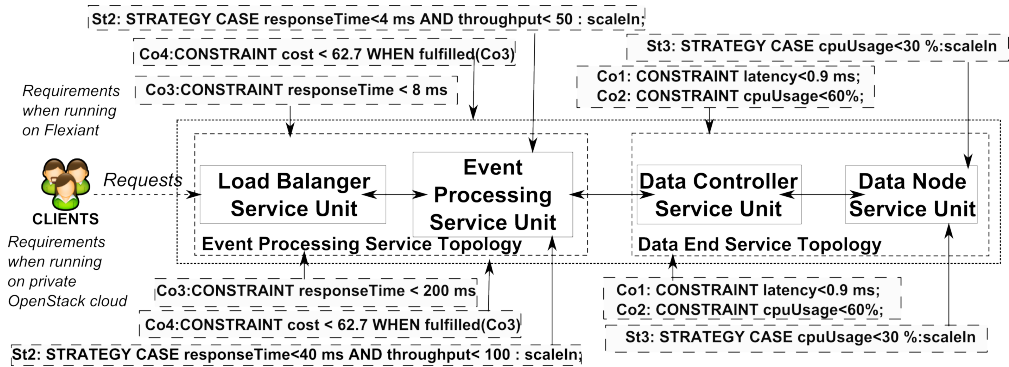 St2: STRATEGY CASE responseTime<4 ms AND throughput< 50 : scaleIn;
Co4:CONSTRAINT cost < 62.7 WHEN fulfilled(Co3)
St3: STRATEGY CASE cpuUsage<30 %:scaleIn
Co3:CONSTRAINT responseTime < 8 ms
Co1: CONSTRAINT latency<0.9 ms;
Co2: CONSTRAINT cpuUsage<60%;
Requirements
when running
on Flexiant
CLIENTS
Requests
Load Balanger
Service Unit
Event
Processing
Service Unit
Event Processing Service Topology
Data Controller
Service Unit
Data Node
Service Unit
Data End Service Topology
Requirements
when running
on private
OpenStack cloud
Co3:CONSTRAINT responseTime < 200 ms
Co4:CONSTRAINT cost < 62.7 WHEN fulfilled(Co3)
St2: STRATEGY CASE responseTime<40 ms AND throughput< 100 : scaleIn;
Co1: CONSTRAINT latency<0.9 ms;
Co2: CONSTRAINT cpuUsage<60%;
St3: STRATEGY CASE cpuUsage<30 %:scaleIn